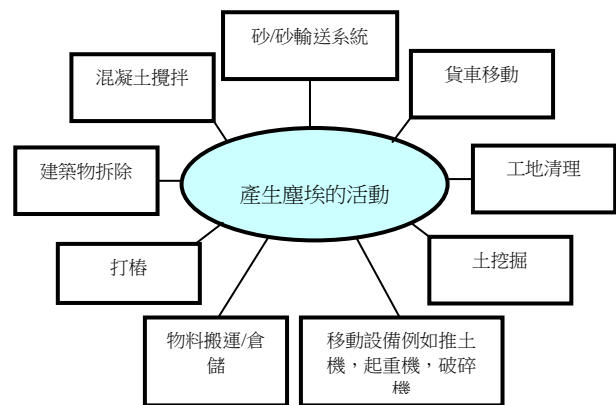 砂/砂輸送系統
混凝土攪拌
貨車移動
建築物拆除
工地清理
產生塵埃的活動
打樁
土挖掘
物料搬運/倉
儲
移動設備例如推土
機，起重機，破碎
機